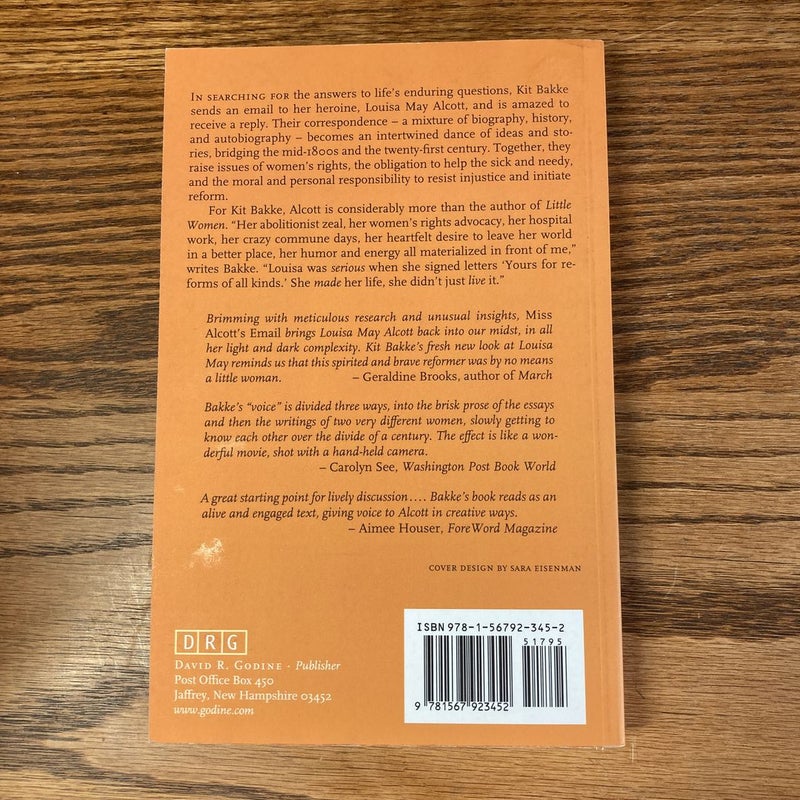 IN SEARCHING FOR the answers to life's enduring questions, Kit Bakke
sends an email to her heroine, Louisa May Alcott, and is amazed to
receive a reply. Their correspondence – a mixture of biography, history,
and autobiography – becomes an intertwined dance of ideas and sto-
ries, bridging the mid-1800s and the twenty-first century. Together, they
raise issues of women's rights, the obligation to help the sick and needy,
and the moral and personal responsibility to resist injustice and initiate
reform.
For Kit Bakke, Alcott is considerably more than the author of Little
Women. "Her abolitionist zeal, her women's rights advocacy, her hospital
work, her crazy commune days, her heartfelt desire to leave her world
in a better place, her humor and energy all materialized in front of me,"
writes Bakke. "Louisa was serious when she signed letters 'Yours for re-
forms of all kinds.' She made her life, she didn't just live it."
Brimming with meticulous research and unusual insights, Miss
Alcott's Email brings Louisa May Alcott back into our midst, in all
her light and dark complexity. Kit Bakke's fresh new look at Louisa
May reminds us that this spirited and brave reformer was by no means
a little woman. – Geraldine Brooks, author of March
Bakke's "voice" is divided three ways, into the brisk prose of the essays
and then the writings of two very different women, slowly getting to
know each other over the divide of a century. The effect is like a won-
derful movie, shot with a hand-held camera.
– Carolyn See, Washington Post Book World
A great starting point for lively discussion.... Bakke's book reads as an
alive and engaged text, giving voice to Alcott in creative ways.
– Aimee Houser, ForeWord Magazine
COVER DESIGN BY SARA EISENMAN
DRG
DAVID R. GODINE · Publisher
Post Office Box 450
Jaffrey, New Hampshire 03452
www.godine.com
ISBN 978-1-56792-345-2
51795
9 781567 923452